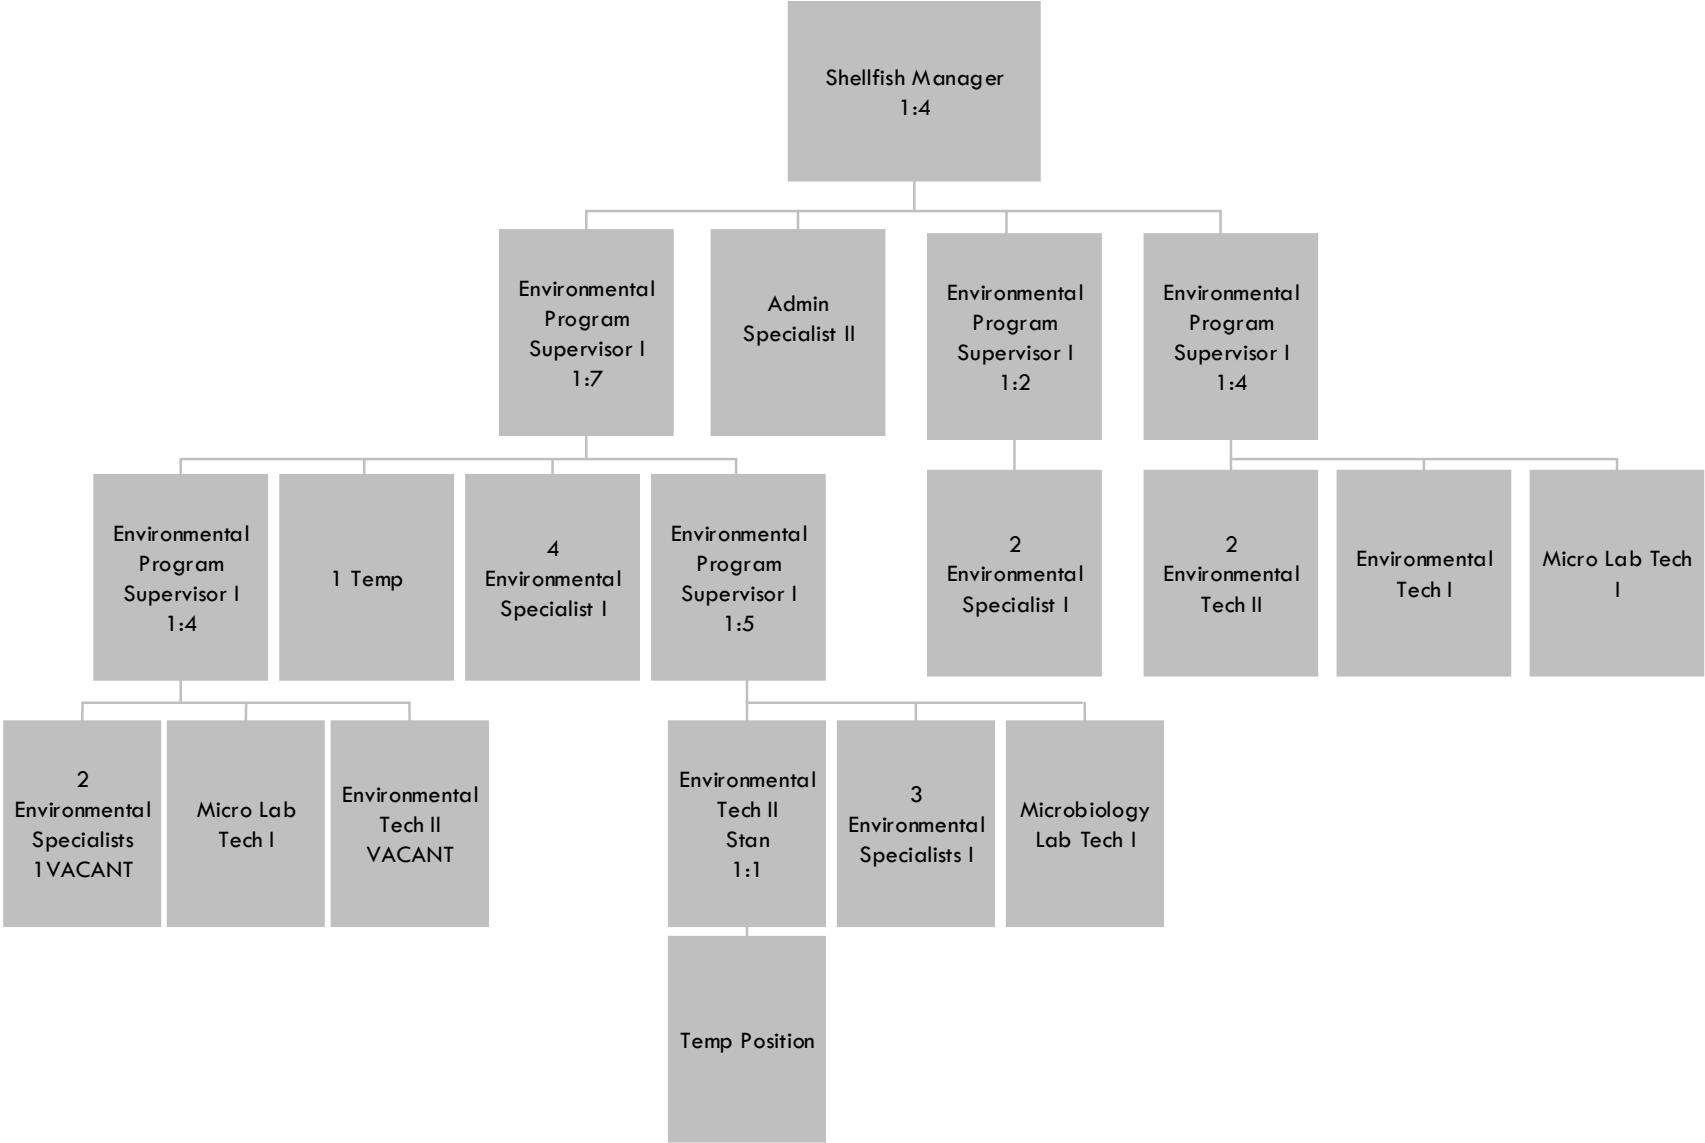 Shellfish Manager
1:4
Environmental
Program
Supervisor I
1:7
Admin
Specialist II
Environmental
Program
Supervisor I
1:2
Environmental
Program
Supervisor I
1:4
Environmental
Program
Supervisor I
1:4
1 Temp
4
Environmental
Specialist I
Environmental
Program
Supervisor I
1:5
2
Environmental
Specialist I
2
Environmental
Tech II
Environmental
Tech I
Micro Lab Tech
I
2
Environmental
Specialists
1VACANT
Micro Lab
Tech I
Environmental
Tech II
VACANT
Environmental
Tech II
Stan
1:1
3
Environmental
Specialists I
Microbiology
Lab Tech I
Temp Position